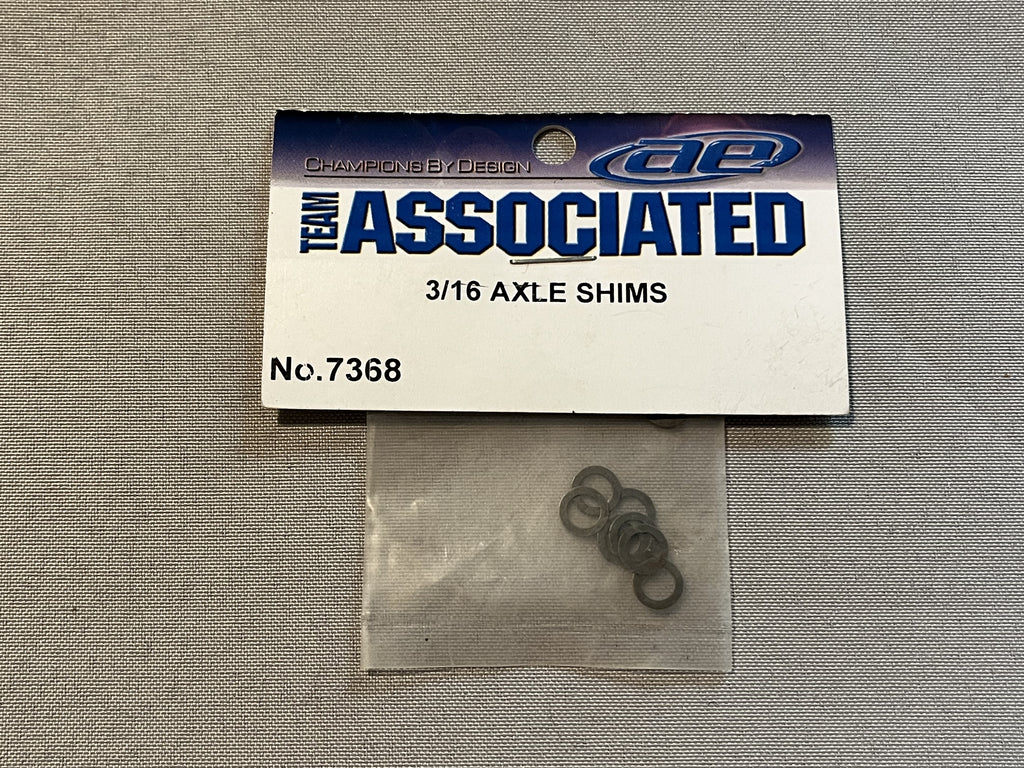 CHAMPIONS BY DESIGN
ae
TEAM ASSOCIATED
3/16 AXLE SHIMS
No.7368